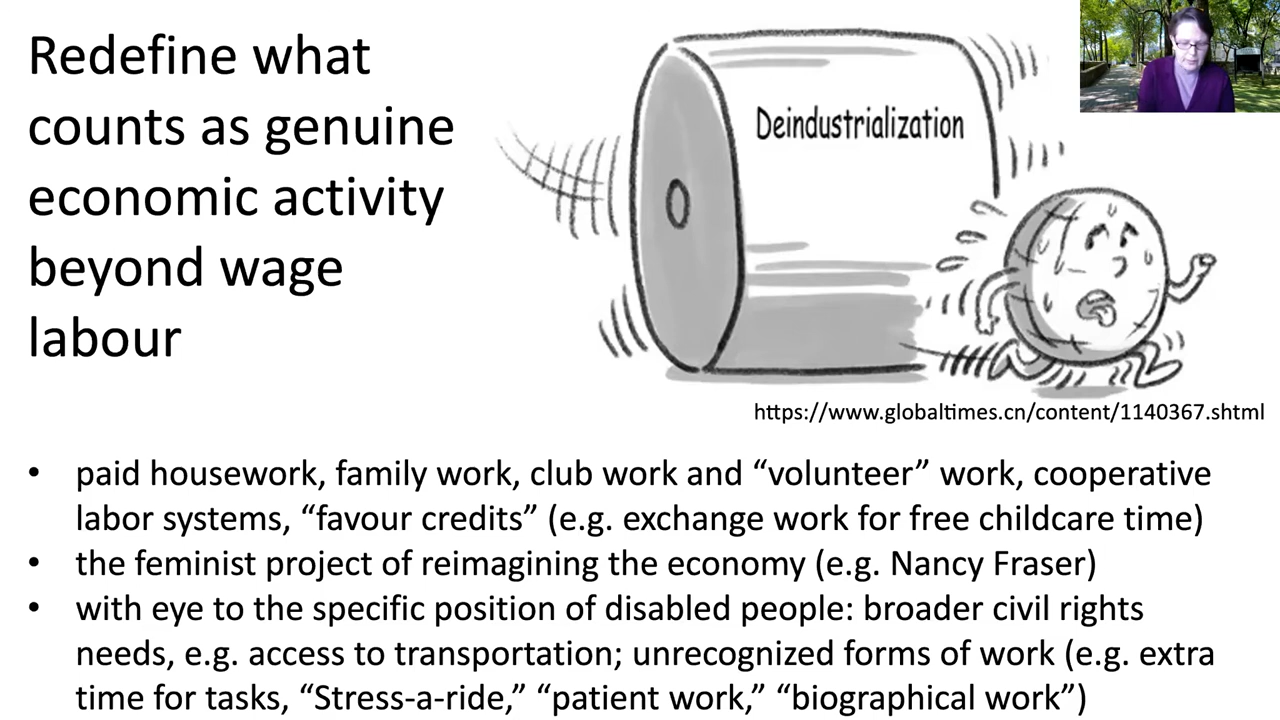 Redefine what
counts as genuine
economic activity
beyond wage
labour
Deindustrialization
https://www.globaltimes.cn/content/1140367.shtml
• paid housework, family work, club work and “volunteer” work, cooperative
labor systems, “favour credits” (e.g. exchange work for free childcare time)
• the feminist project of reimagining the economy (e.g. Nancy Fraser)
• with eye to the specific position of disabled people: broader civil rights
needs, e.g. access to transportation; unrecognized forms of work (e.g. extra
time for tasks, “Stress-a-ride,” “patient work,” “biographical work”)